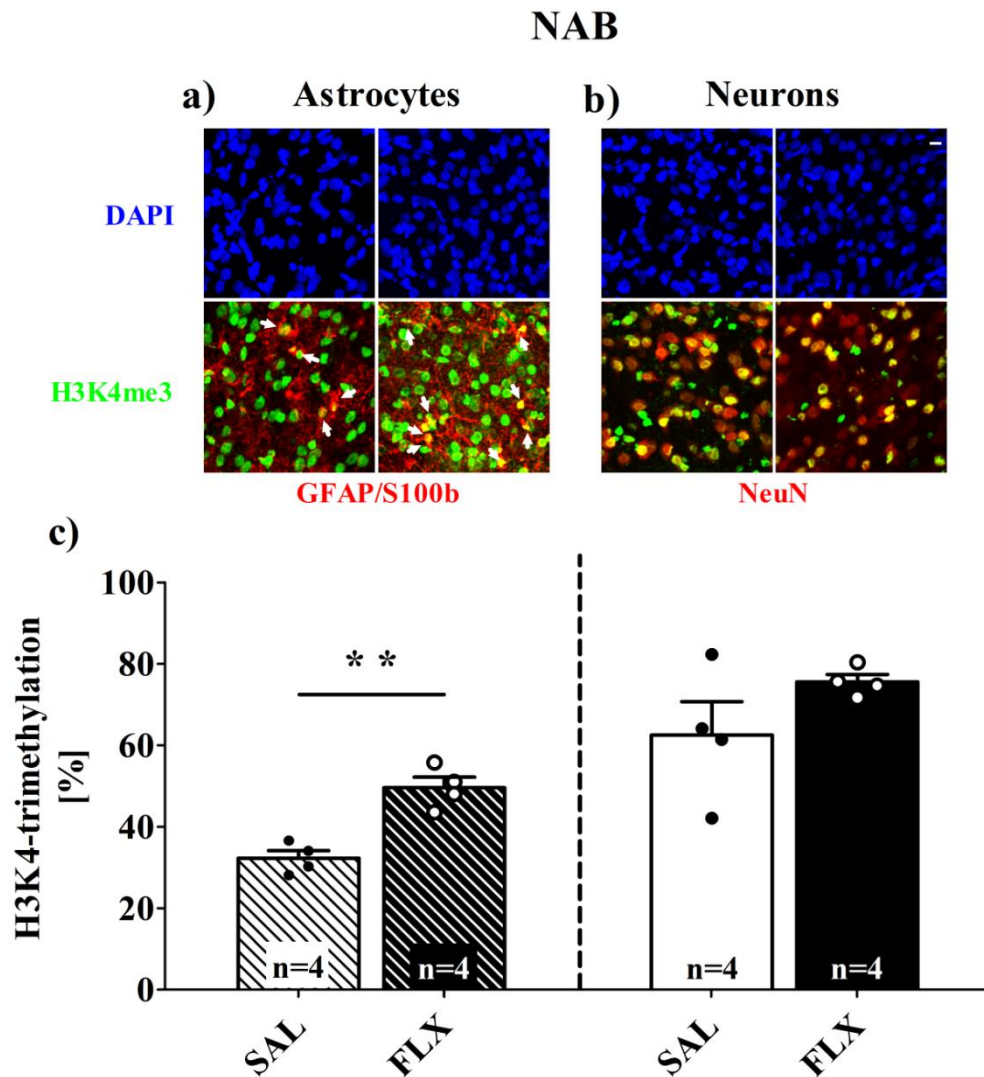 NAB
a) Astrocytes
b) Neurons
DAPI
H3K4me3
GFAP/S100b
NeuN
c)
H3K4-trimethylation
[%]
100
80
60
40
20
0
* *
n=4
n=4
n=4
n=4
SAL
FLX
SAL
FLX